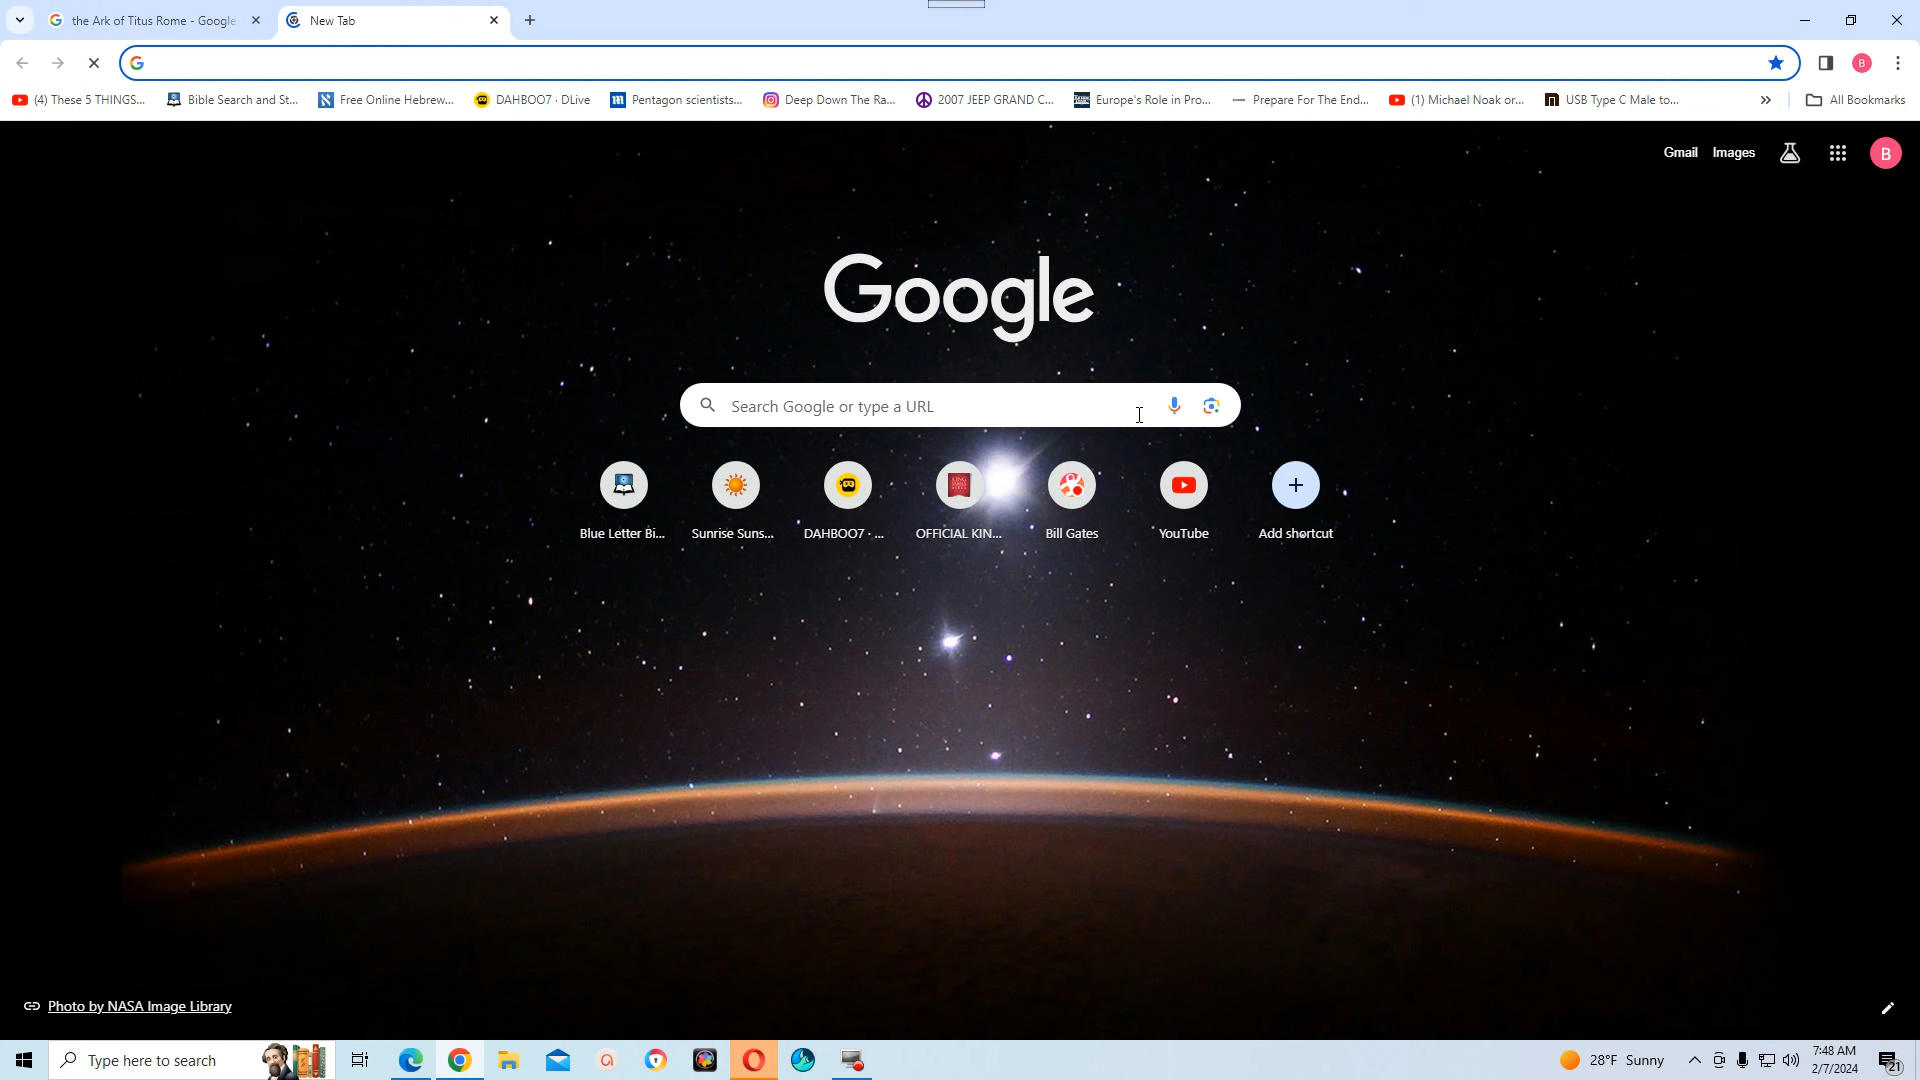 the Ark of Titus Rome - Google
New Tab
(4) These 5 THINGS...
Bible Search and St...
Free Online Hebrew...
DAHBOO7 · DLive
Pentagon scientists...
Deep Down The Ra...
2007 JEEP GRAND C...
Europe's Role in Pro...
Prepare For The End...
(1) Michael Noak or...
USB Type C Male to...
All Bookmarks
B
Gmail
Images
B
Google
Search Google or type a URL
Blue Letter Bi...
Sunrise Suns...
DAHBOO7 · ...
OFFICIAL KIN...
Bill Gates
YouTube
Add shortcut
Photo by NASA Image Library
Type here to search
28°F Sunny
7:48 AM
2/7/2024
21